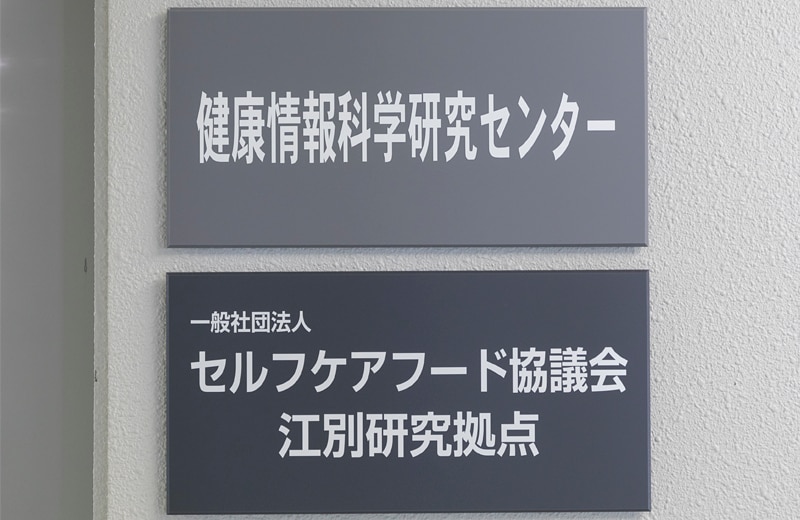 健康情報科学研究センター
一般社団法人
セルフケアフード協議会
江別研究拠点